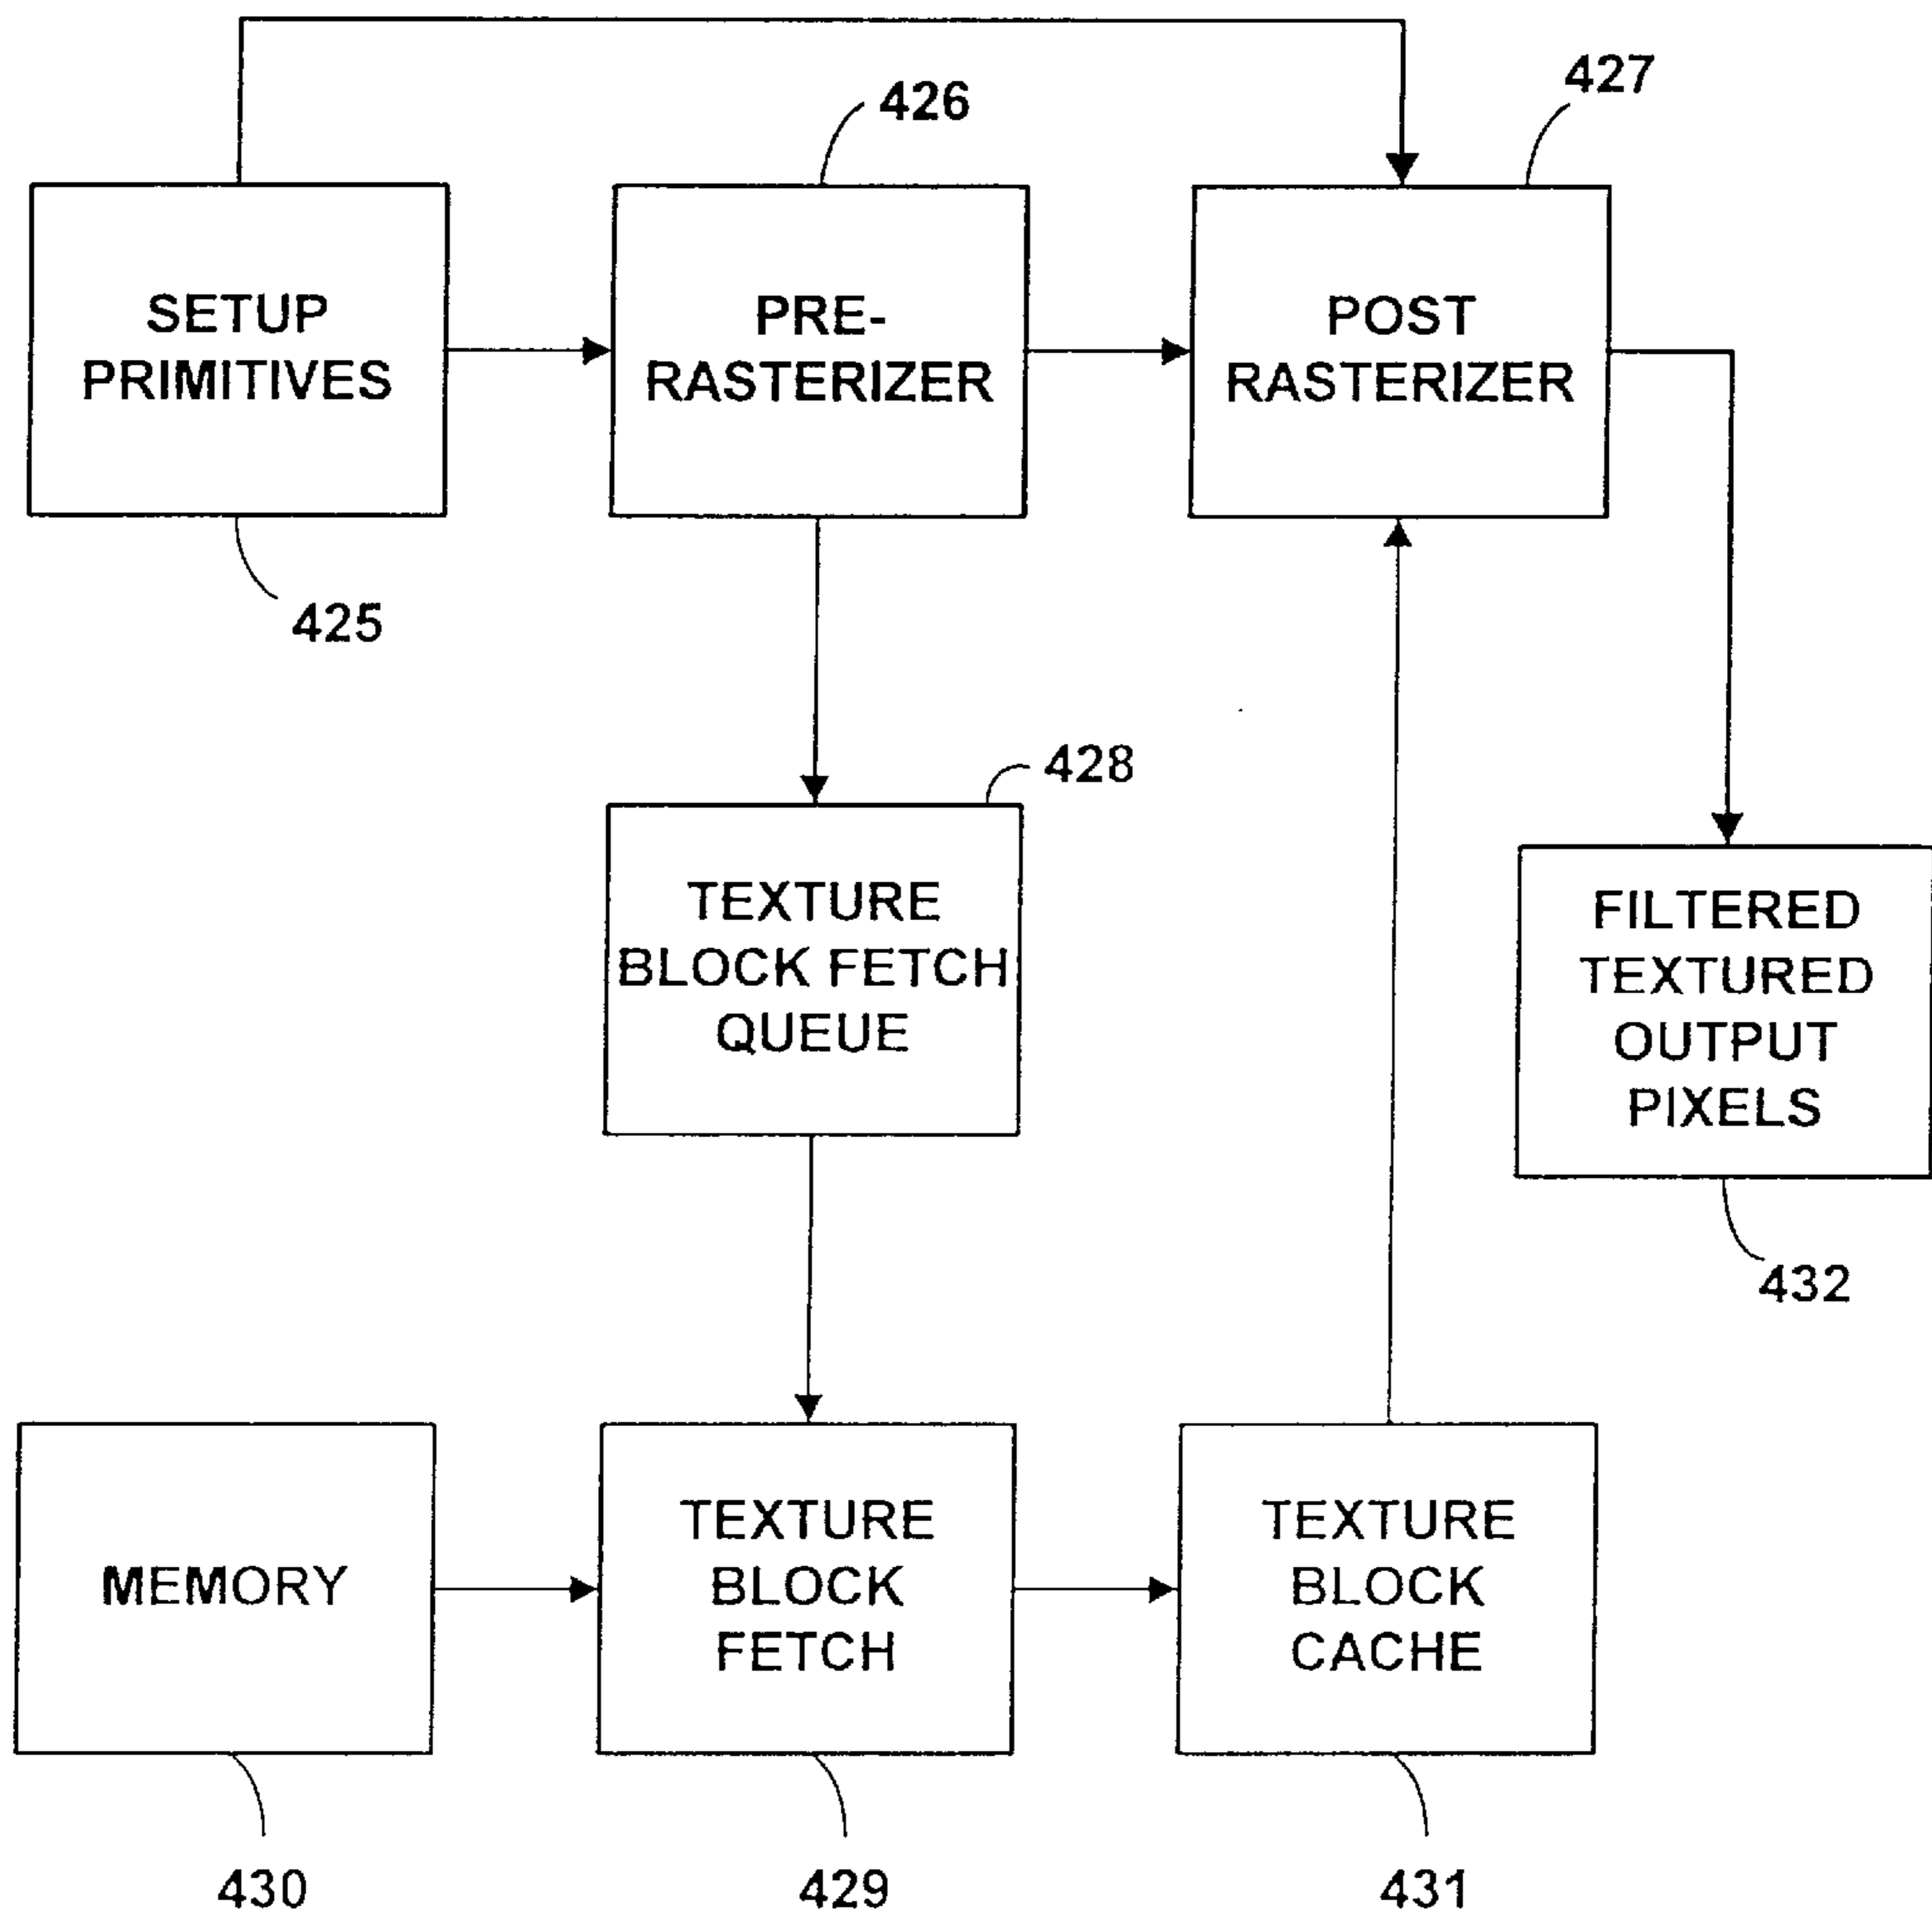 426
427
SETUP
PRIMITIVES
PRE-
RASTERIZER
POST
RASTERIZER
425
428
TEXTURE
BLOCK FETCH
QUEUE
FILTERED
TEXTURED
OUTPUT
PIXELS
432
MEMORY
TEXTURE
BLOCK
FETCH
TEXTURE
BLOCK
CACHE
430
429
431